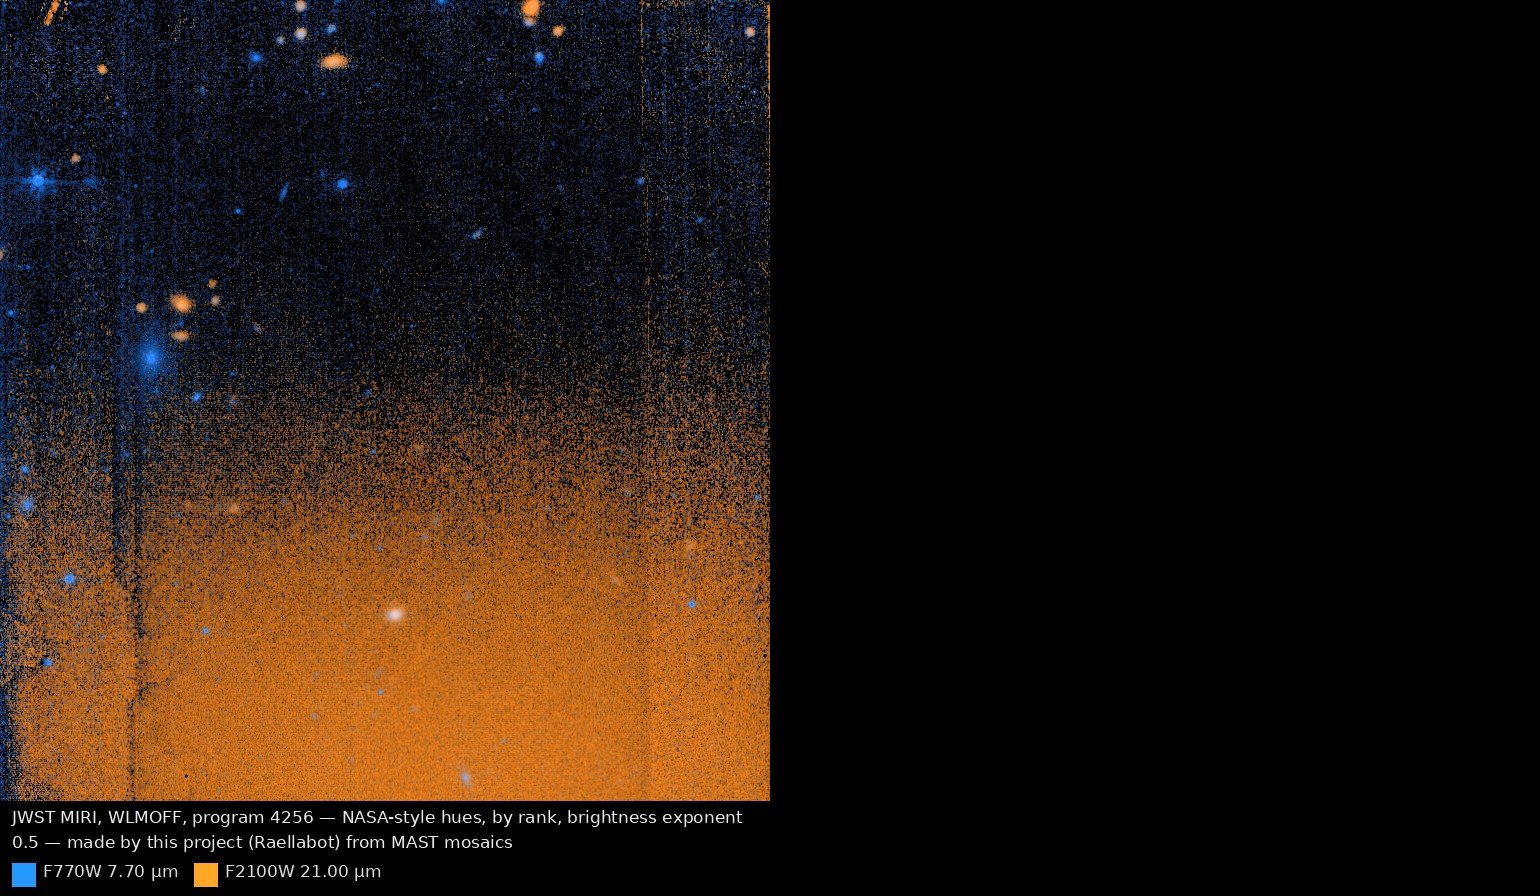 JWST MIRI, WLMOFF, program 4256 — NASA-style hues, by rank, brightness exponent
0.5 — made by this project (Raellabot) from MAST mosaics
F770W 7.70 µm F2100W 21.00 µm